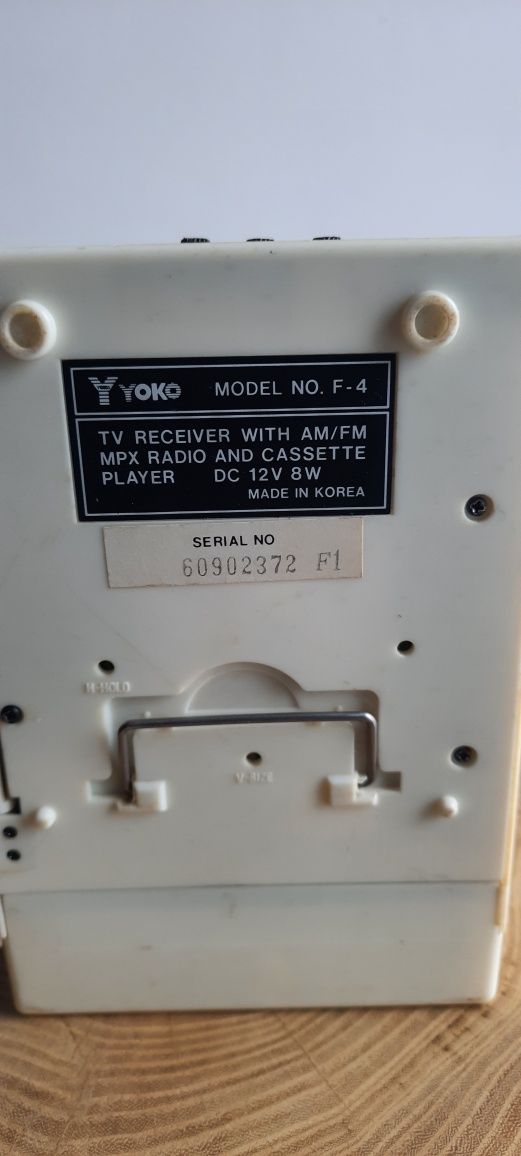 YOKO MODEL NO. F-4
TV RECEIVER WITH AM/FM
MPX RADIO AND CASSETTE
PLAYER DC 12V 8W
MADE IN KOREA
SERIAL NO
60902372 F1
H-HOLD
V-SIZE